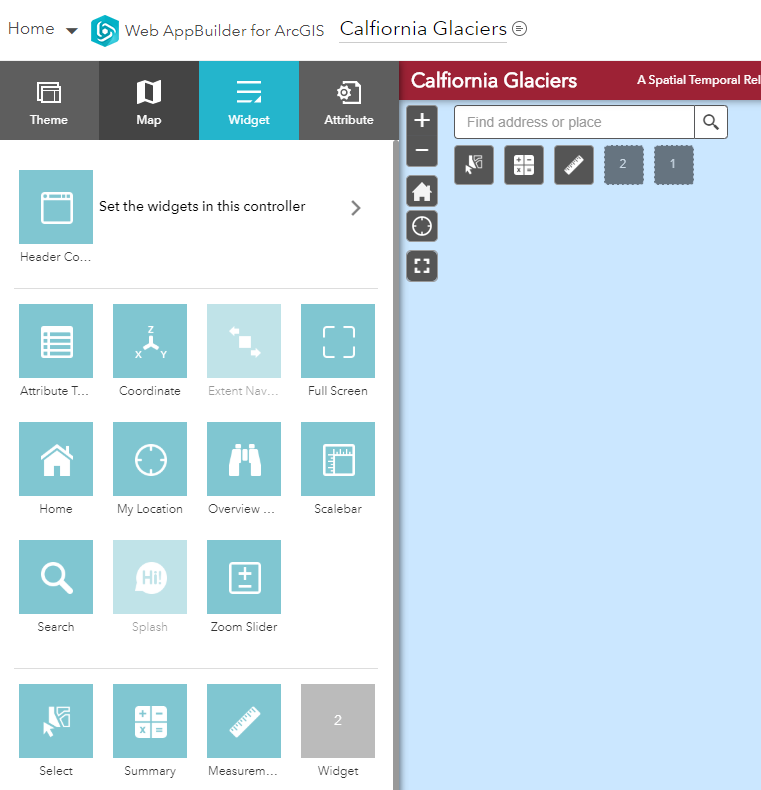 Home Web AppBuilder for ArcGIS Calfiornia Glaciers
Theme Map Widget Attribute
Calfiornia Glaciers A Spatial Temporal Rel
Find address or place
2 1
Set the widgets in this controller
Header Co...
Z
X Y
Attribute T... Coordinate Extent Nav... Full Screen
Home My Location Overview ... Scalebar
Hi!
Search Splash Zoom Slider
2
Select Summary Measurem... Widget